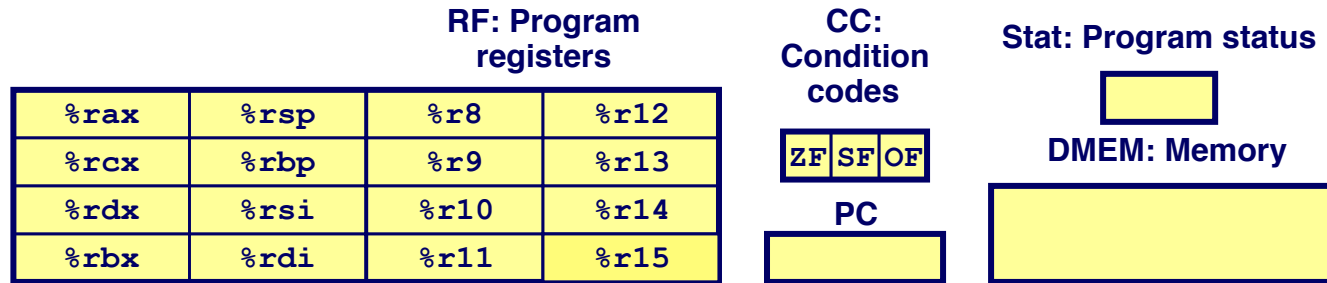 RF: Program
registers
%rax %rsp %r8 %r12
%rcx %rbp %r9 %r13
%rdx %rsi %r10 %r14
%rbx %rdi %r11 %r15
CC:
Condition
codes
ZF SF OF
PC
Stat: Program status
DMEM: Memory